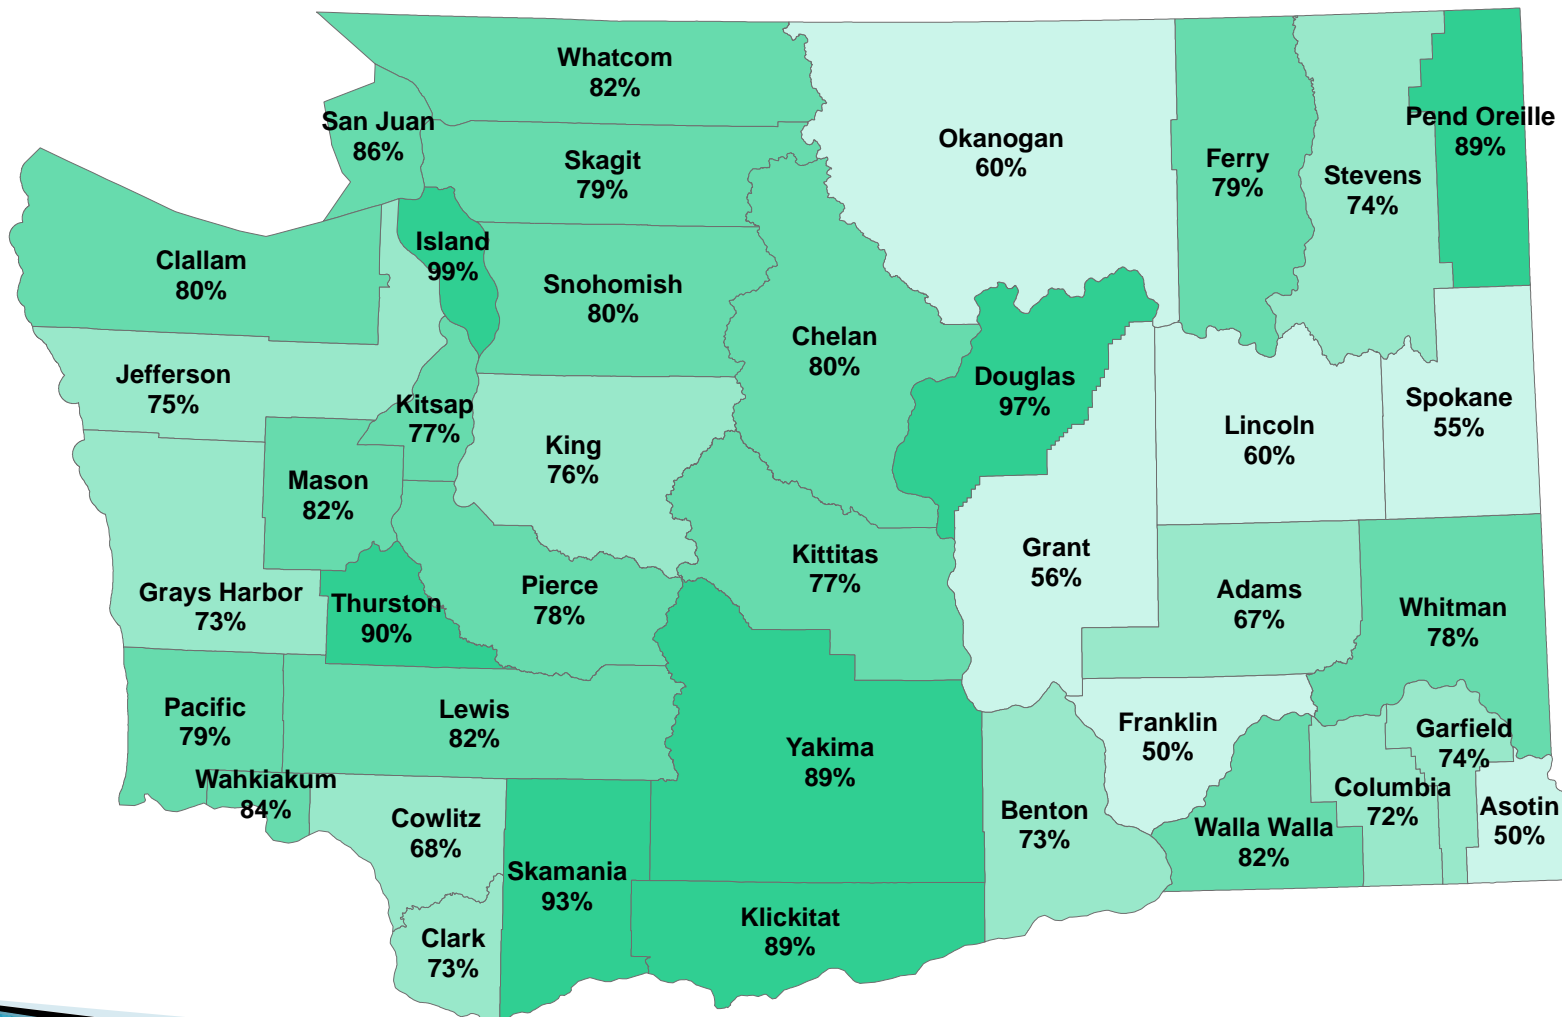 Whatcom
82%
San Juan
86%
Skagit
79%
Okanogan
60%
Ferry
79%
Stevens
74%
Pend Oreille
89%
Clallam
80%
Island
99%
Snohomish
80%
Chelan
80%
Douglas
97%
Jefferson
75%
Kitsap
77%
King
76%
Lincoln
60%
Spokane
55%
Mason
82%
Grays Harbor
73%
Thurston
90%
Pierce
78%
Kittitas
77%
Grant
56%
Adams
67%
Whitman
78%
Pacific
79%
Lewis
82%
Yakima
89%
Franklin
50%
Garfield
74%
Wahkiakum
84%
Cowlitz
68%
Skamania
93%
Benton
73%
Walla Walla
82%
Columbia
72%
Asotin
50%
Clark
73%
Klickitat
89%